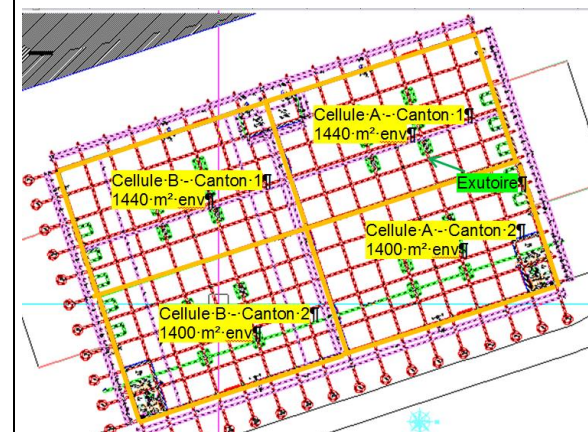 Cellule·A·-·Canton·1¶
1440·m²·env¶
Cellule·B·-·Canton·1¶
1440·m²·env¶
Exutoire¶
Cellule·A·-·Canton·2¶
1400·m²·env¶
Cellule·B·-·Canton·2¶
1400·m²·env¶